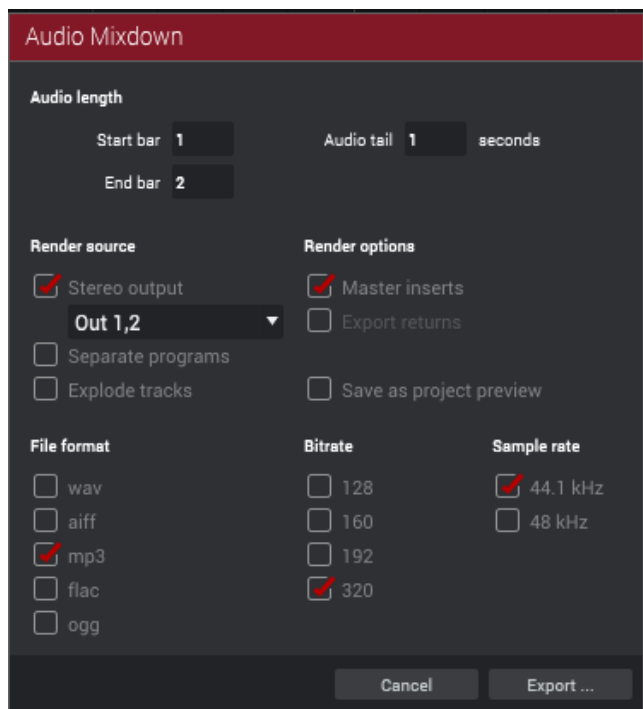 Audio Mixdown
Audio length
Start bar 1 Audio tail 1 seconds
End bar 2
Render source Render options
Stereo output Master inserts
Out 1,2 Export returns
Separate programs
Explode tracks Save as project preview
File format Bitrate Sample rate
wav 128 44.1 kHz
aiff 160 48 kHz
mp3 192
flac 320
ogg
Cancel Export ...